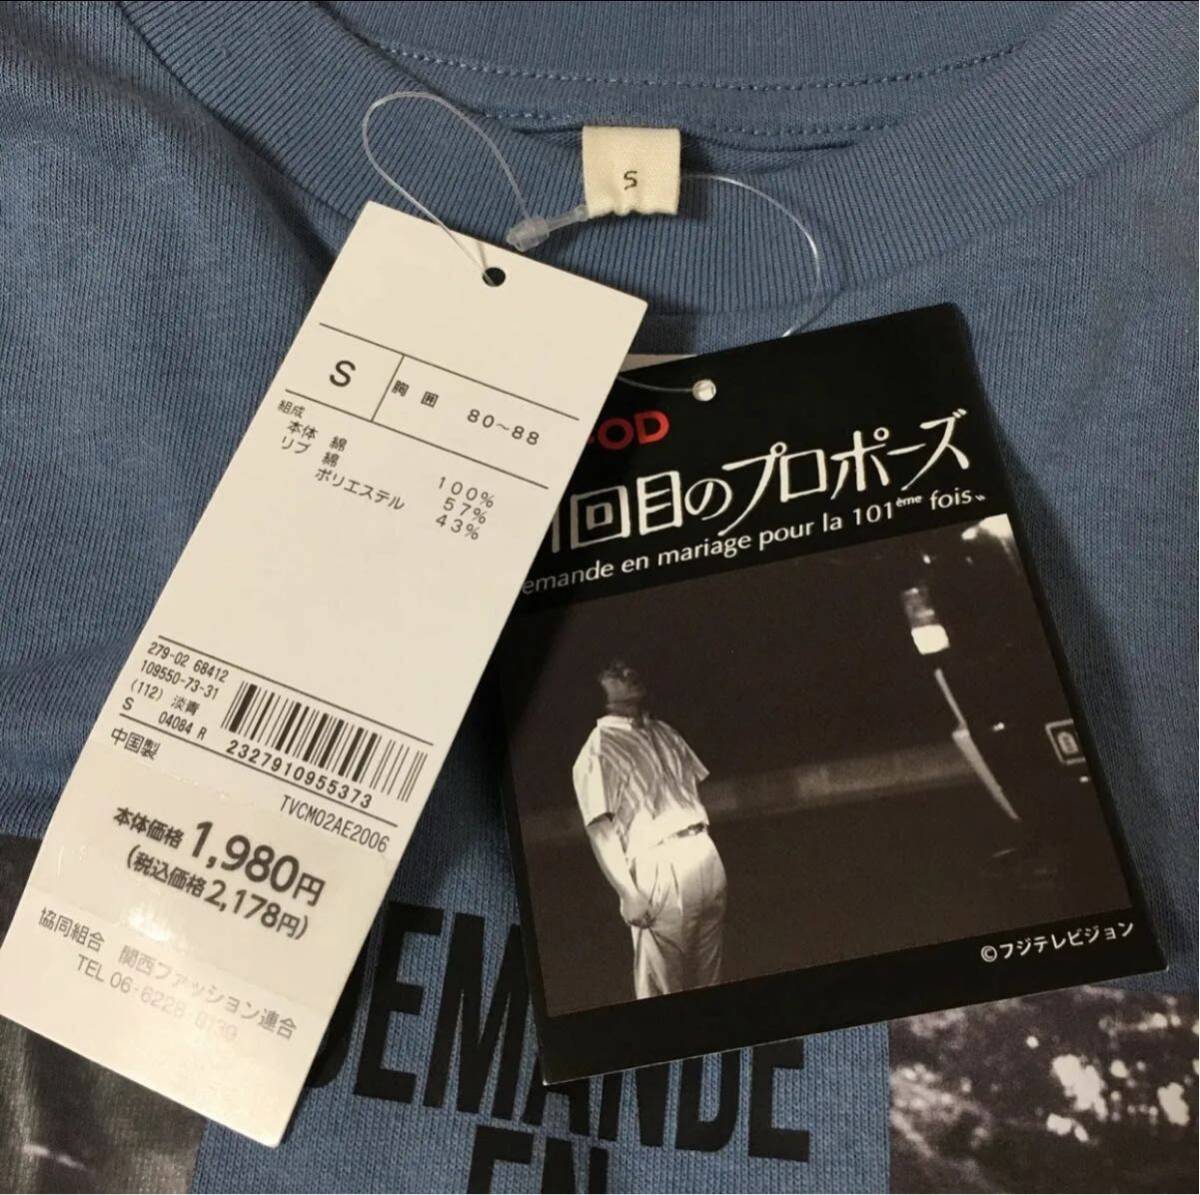 S
S
胸囲 80〜88
組成
本体 綿 100%
リブ 綿 57%
ポリエステル 43%
279-02 68412
109550-73-31
(112) 淡青
S 04084 R
2327910955373
中国製
TVCM02AE2006
本体価格 1,980円
(税込価格2,178円)
協同組合 関西ファッション連合
TEL 06-6228-
OD
回目のプロポーズ
emande en mariage pour la 101ème fois〟
©フジテレビジョン
DEMANDE
EN